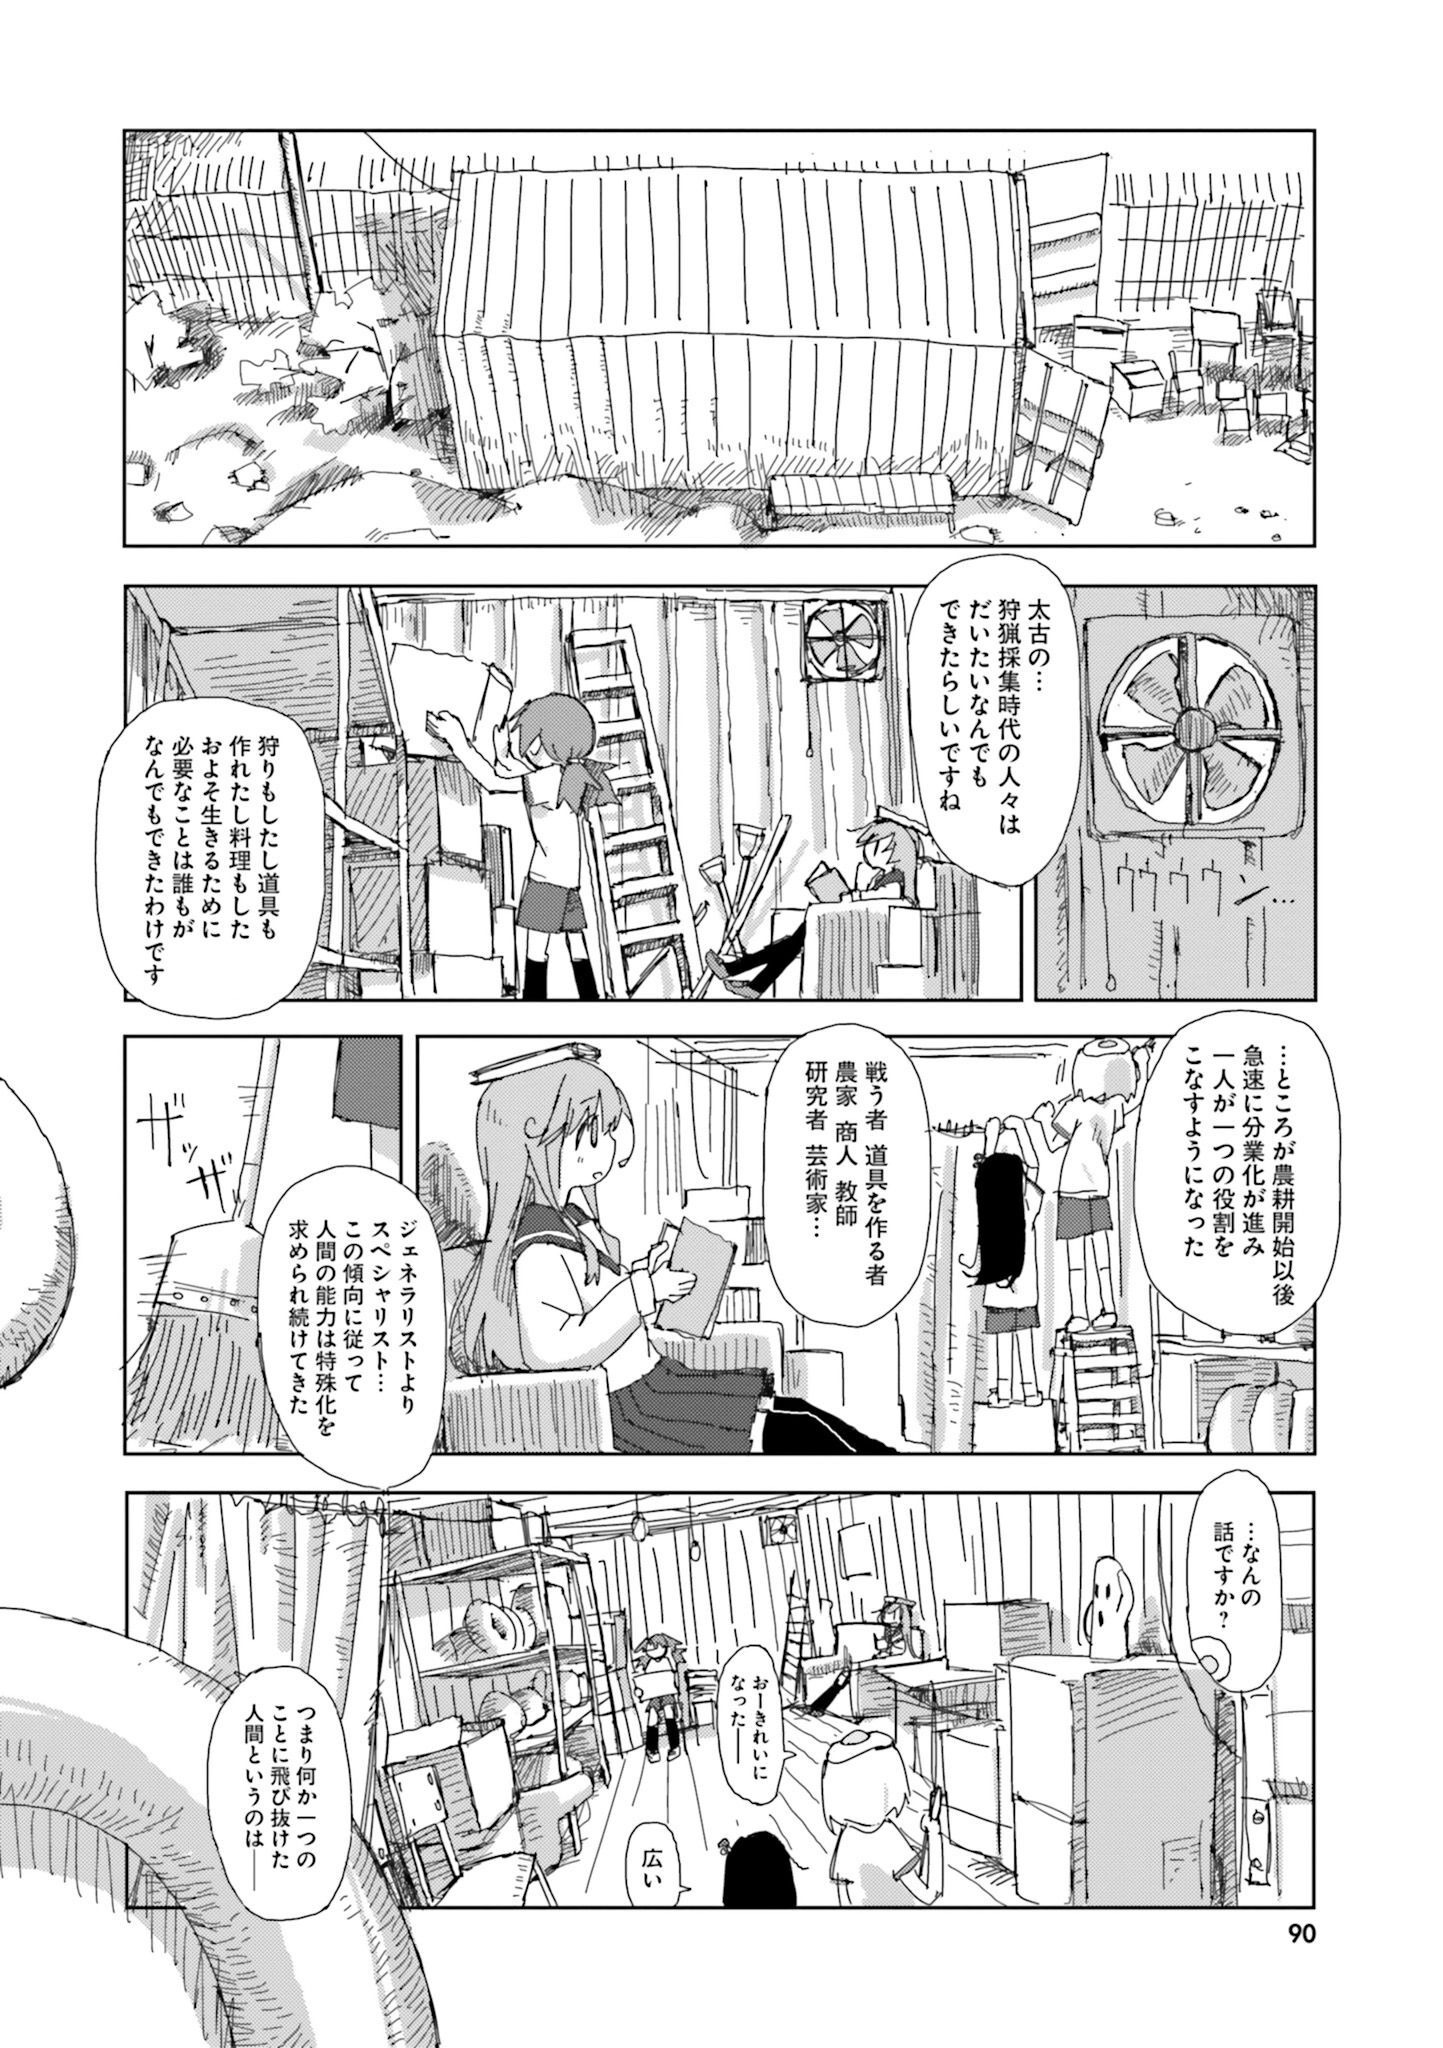 ゴゥンゥン…
太古の…
狩猟採集時代の人々は
だいたいなんでも
できたらしいですね
狩りもしたし道具も
作れたし料理もした
およそ生きるために
必要なことは誰もが
なんでもできたわけです
…ところが農耕開始以後
急速に分業化が進み
一人が一つの役割を
こなすようになった
戦う者 道具を作る者
農家 商人 教師
研究者 芸術家…
ザッ
ザッ
ジェネラリストより
スペシャリスト…
この傾向に従って
人間の能力は特殊化を
求められ続けてきた
…なんの
話ですか?
おーきれいに
なった──
広い
つまり何か一つの
ことに飛び抜けた
人間というのは──
90